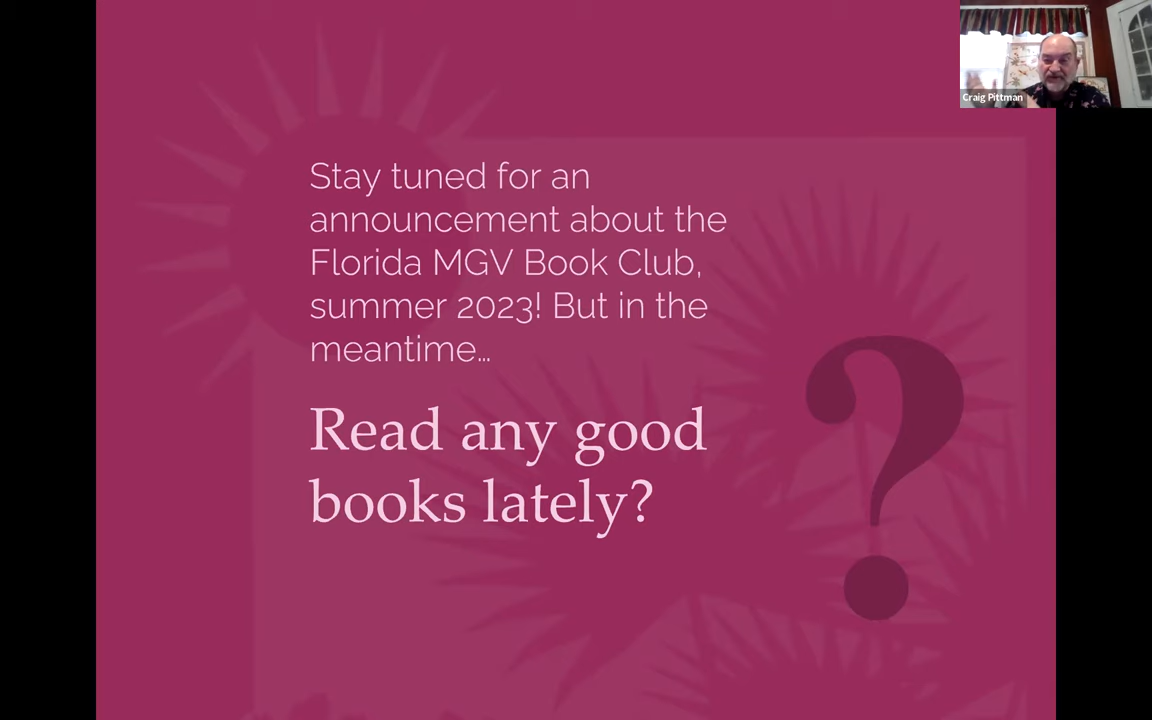 Craig Pittman
Stay tuned for an
announcement about the
Florida MGV Book Club,
summer 2023! But in the
meantime…
Read any good
books lately?
?